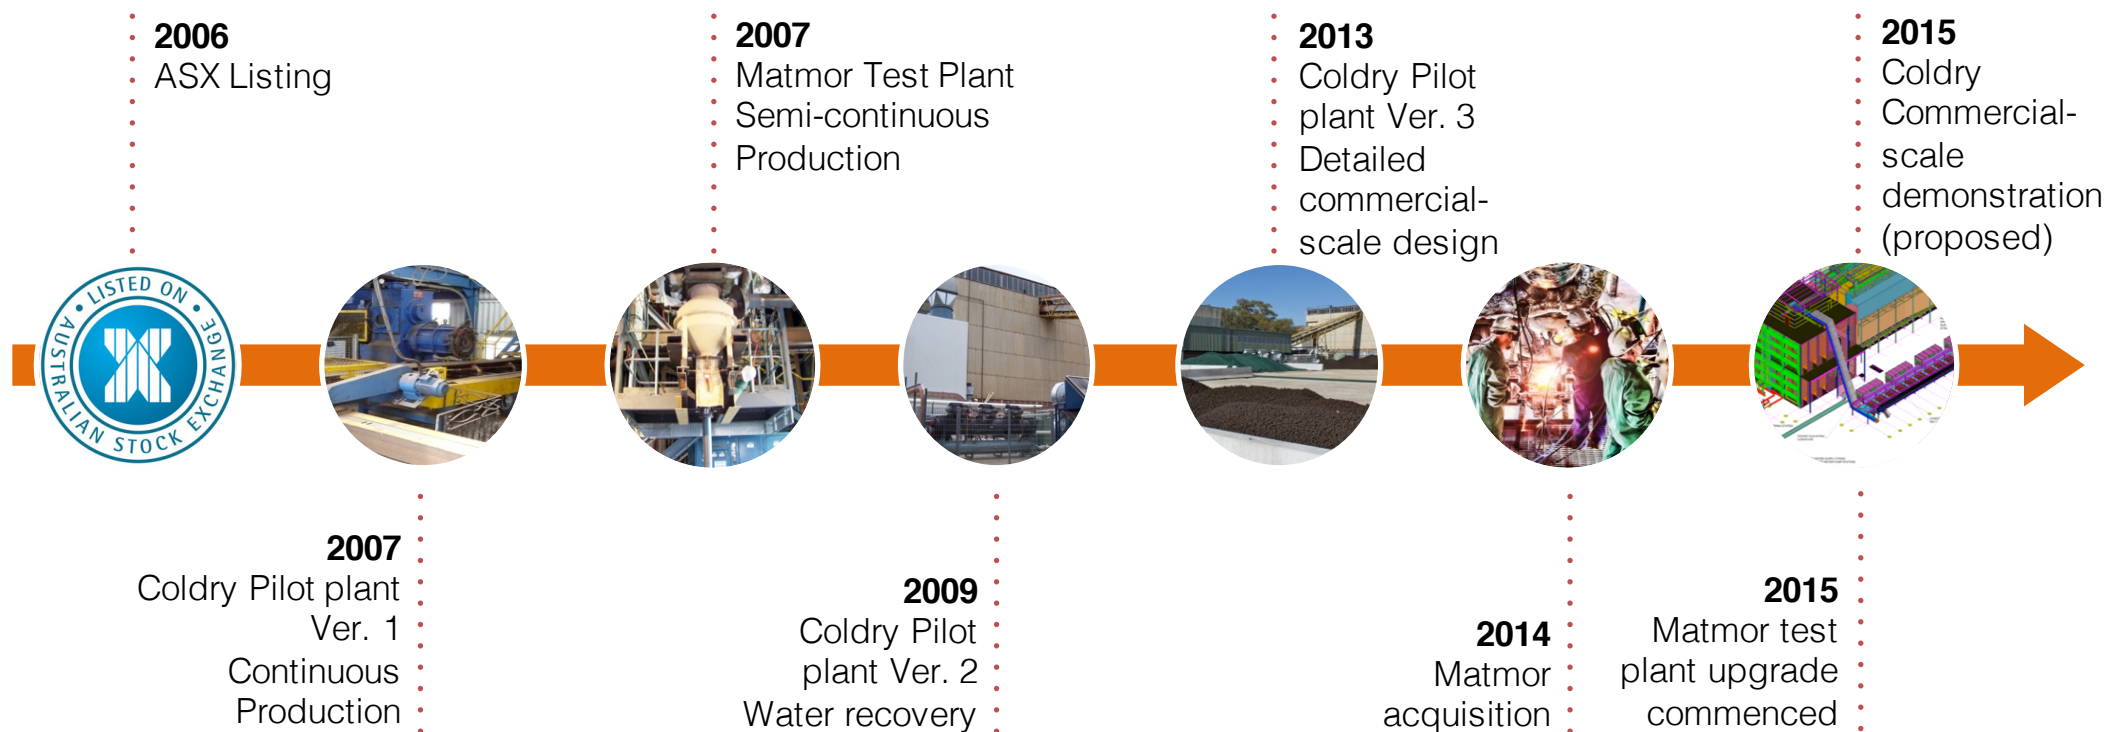 2006
ASX Listing
2007
Matmor Test Plant
Semi-continuous
Production
2013
Coldry Pilot
plant Ver. 3
Detailed
commercial-
scale design
2015
Coldry
Commercial-
scale
demonstration
(proposed)
• LISTED ON •
AUSTRALIAN STOCK EXCHANGE
2007
Coldry Pilot plant
Ver. 1
Continuous
Production
2009
Coldry Pilot
plant Ver. 2
Water recovery
2014
Matmor
acquisition
2015
Matmor test
plant upgrade
commenced